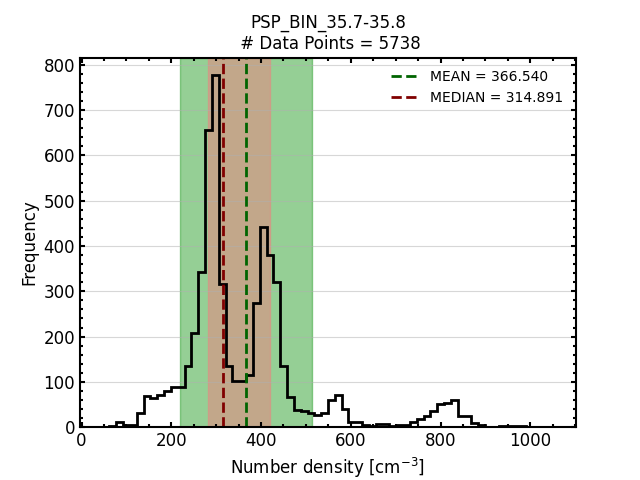 PSP_BIN_35.7-35.8
# Data Points = 5738
MEAN = 366.540
MEDIAN = 314.891
Frequency
800
700
600
500
400
300
200
100
0
0 200 400 600 800 1000
Number density [cm⁻³]